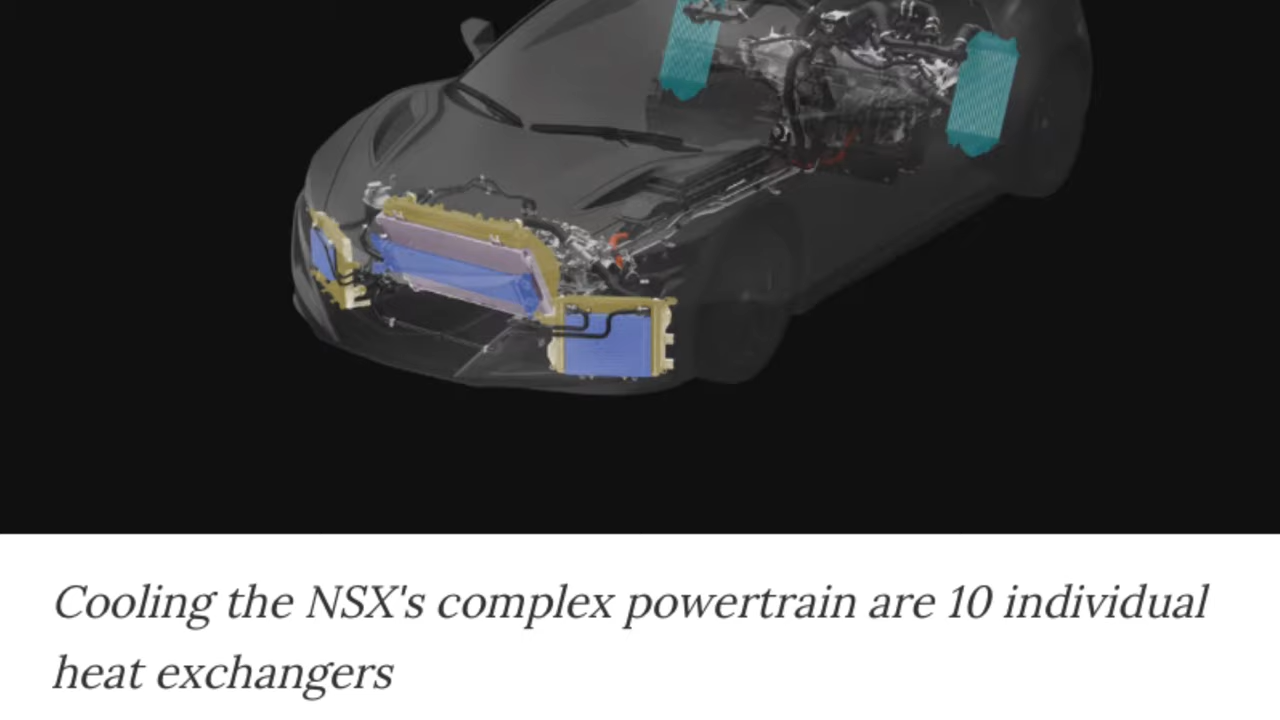 Cooling the NSX's complex powertrain are 10 individual
heat exchangers